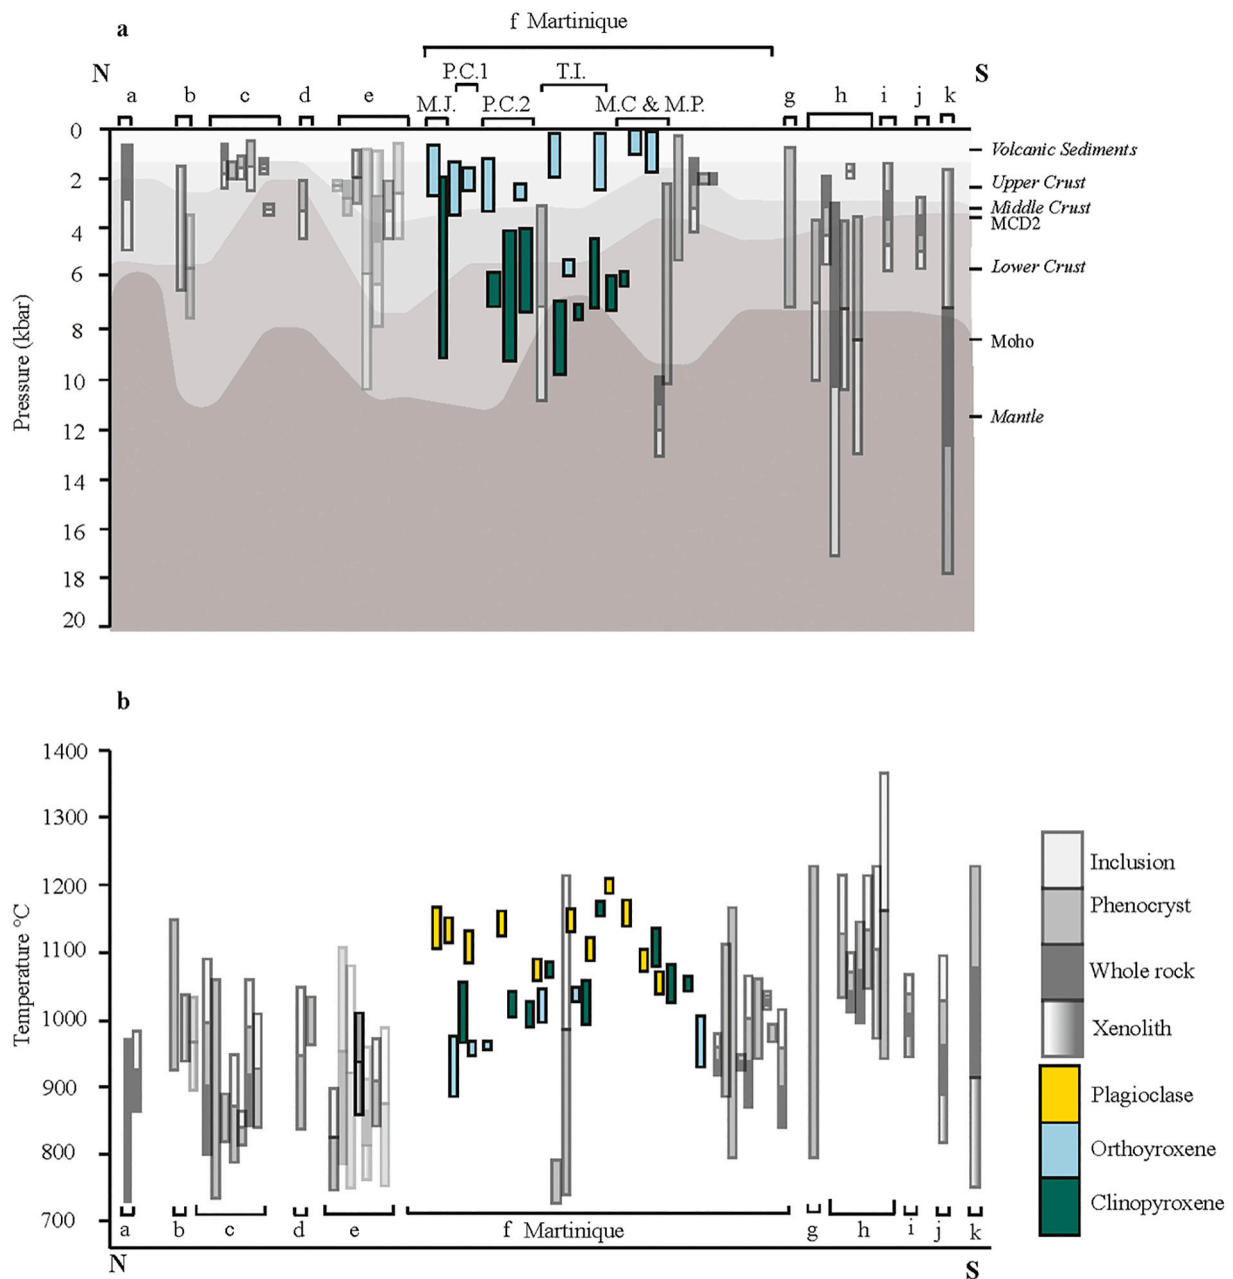 a
f Martinique
N
S
P.C.1
T.I.
a b c d e M.J. P.C.2 M.C & M.P. g h i j k
0
2
4
6
8
10
12
14
16
18
20
Pressure (kbar)
Volcanic Sediments
Upper Crust
Middle Crust
MCD2
Lower Crust
Moho
Mantle
b
1400
1300
1200
1100
1000
900
800
700
Temperature °C
a b c d e f Martinique g h i j k
N
S
Inclusion
Phenocryst
Whole rock
Xenolith
Plagioclase
Orthoyroxene
Clinopyroxene